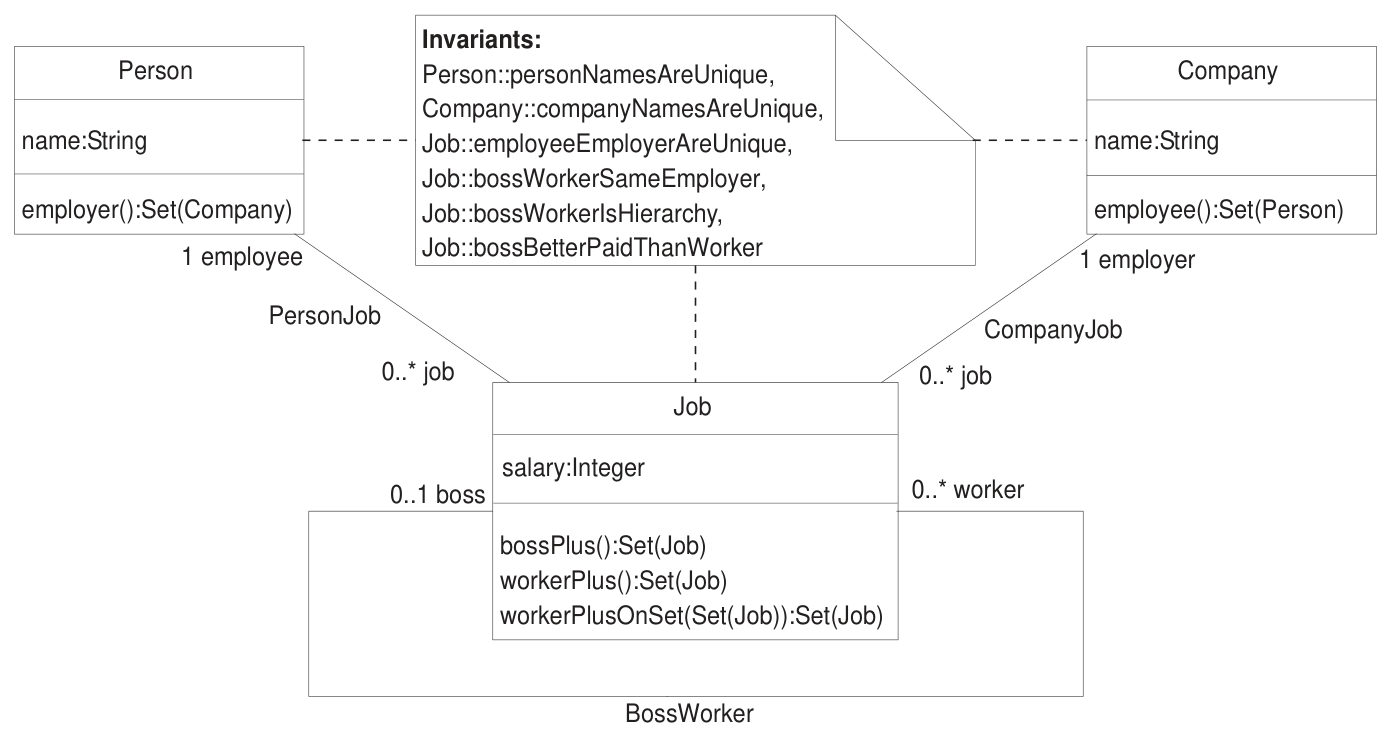 Person
name:String
employer():Set(Company)
Invariants:
Person::personNamesAreUnique,
Company::companyNamesAreUnique,
Job::employeeEmployerAreUnique,
Job::bossWorkerSameEmployer,
Job::bossWorkerIsHierarchy,
Job::bossBetterPaidThanWorker
Company
name:String
employee():Set(Person)
1 employee
1 employer
PersonJob
CompanyJob
0..* job
0..* job
Job
salary:Integer
0..1 boss
0..* worker
bossPlus():Set(Job)
workerPlus():Set(Job)
workerPlusOnSet(Set(Job)):Set(Job)
BossWorker